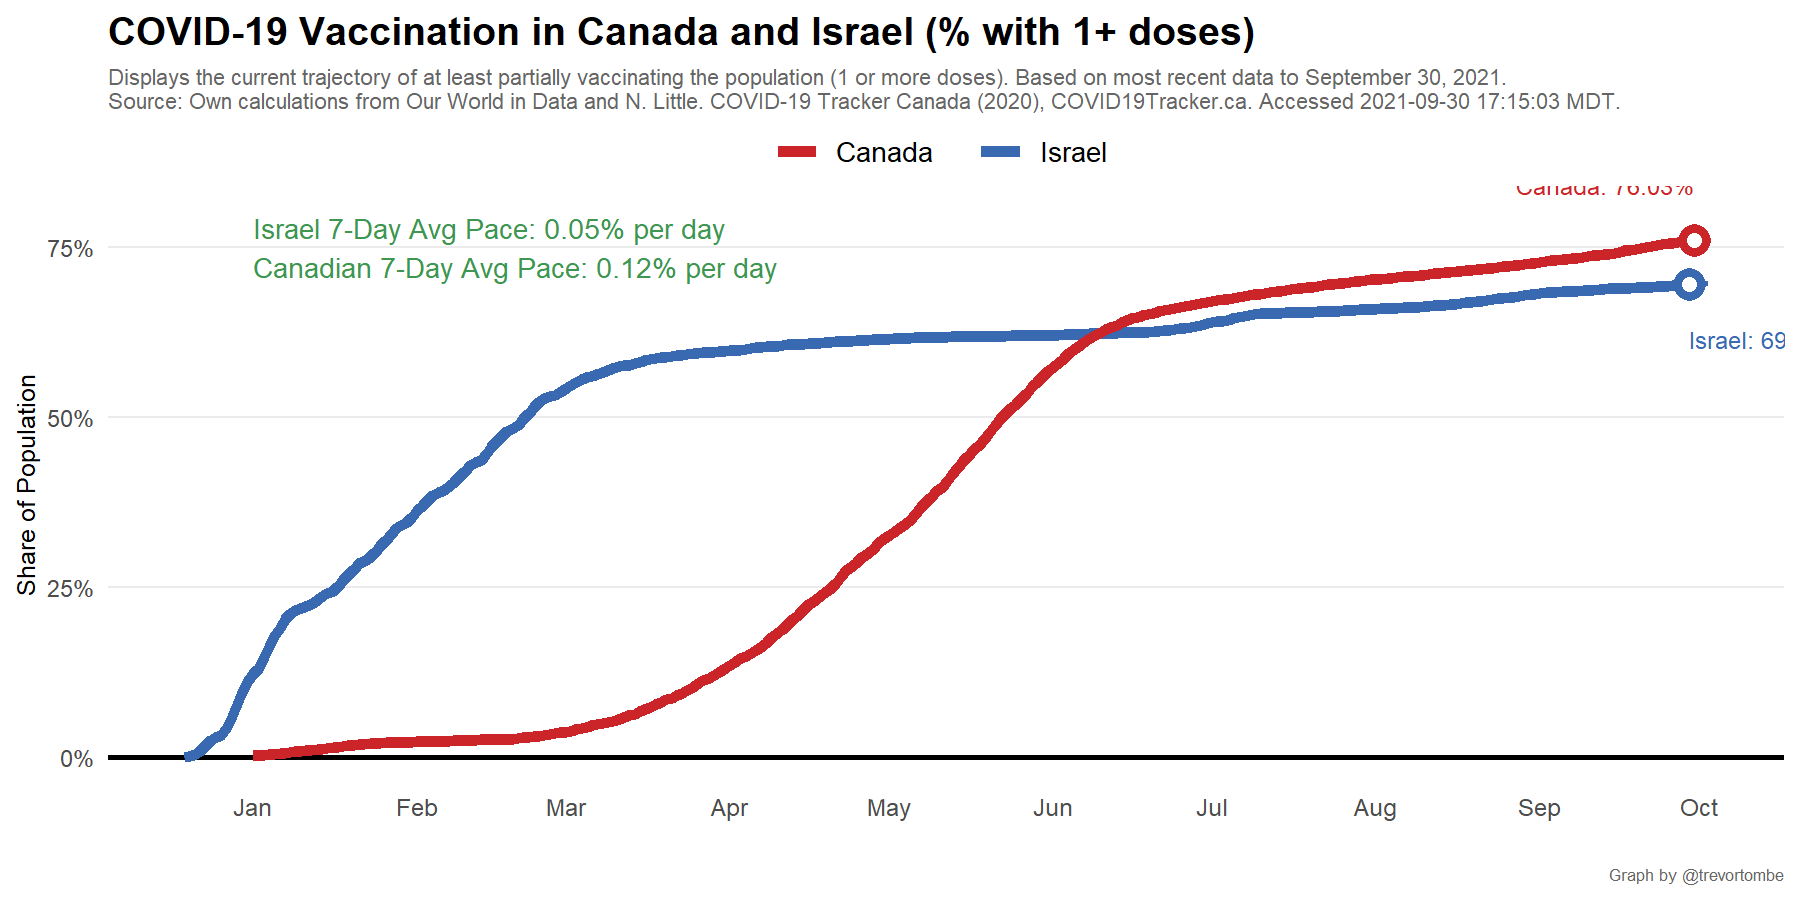 COVID-19 Vaccination in Canada and Israel (% with 1+ doses)
Displays the current trajectory of at least partially vaccinating the population (1 or more doses). Based on most recent data to September 30, 2021.
Source: Own calculations from Our World in Data and N. Little. COVID-19 Tracker Canada (2020), COVID19Tracker.ca. Accessed 2021-09-30 17:15:03 MDT.
Canada
Israel
Canada: 76.03%
Israel 7-Day Avg Pace: 0.05% per day
Canadian 7-Day Avg Pace: 0.12% per day
Israel: 69
Share of Population
75%
50%
25%
0%
Jan Feb Mar Apr May Jun Jul Aug Sep Oct
Graph by @trevortombe